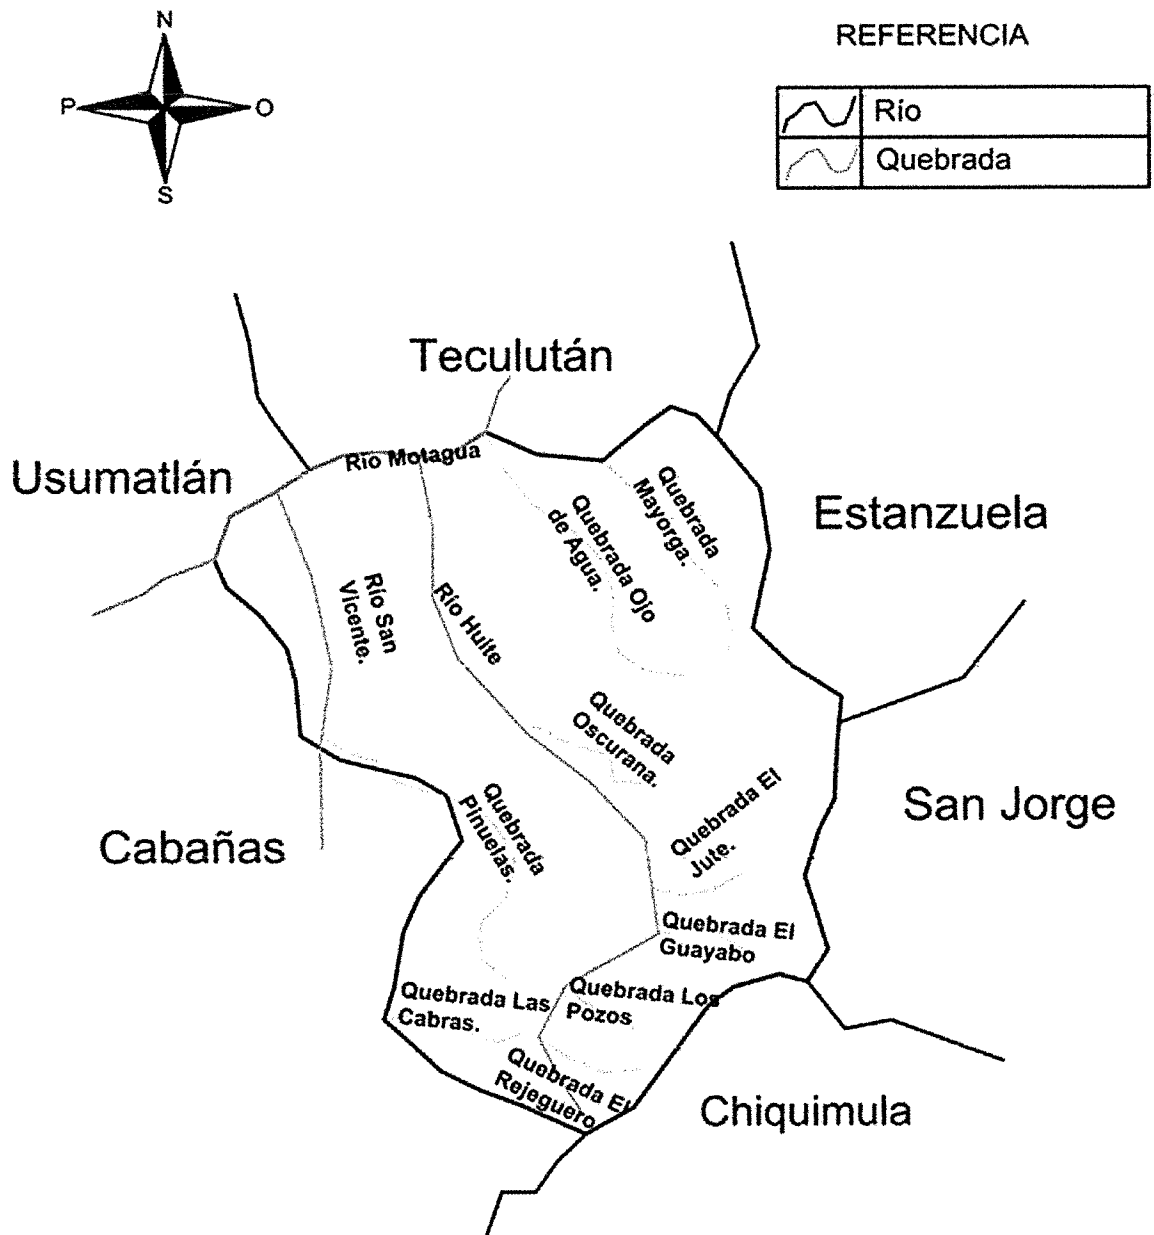 N
P
O
S
REFERENCIA
Río
Quebrada
Teculután
Usumatlán
Río Motagua
Estanzuela
Quebrada
Mayorga.
Quebrada Ojo
de Agua.
Río San
Vicente.
Río Huite
Quebrada
Oscurana.
San Jorge
Quebrada El
Jute.
Cabañas
Quebrada
Pinuelas.
Quebrada El
Guayabo
Quebrada Las
Cabras.
Quebrada Los
Pozos
Quebrada El
Rejeguero
Chiquimula